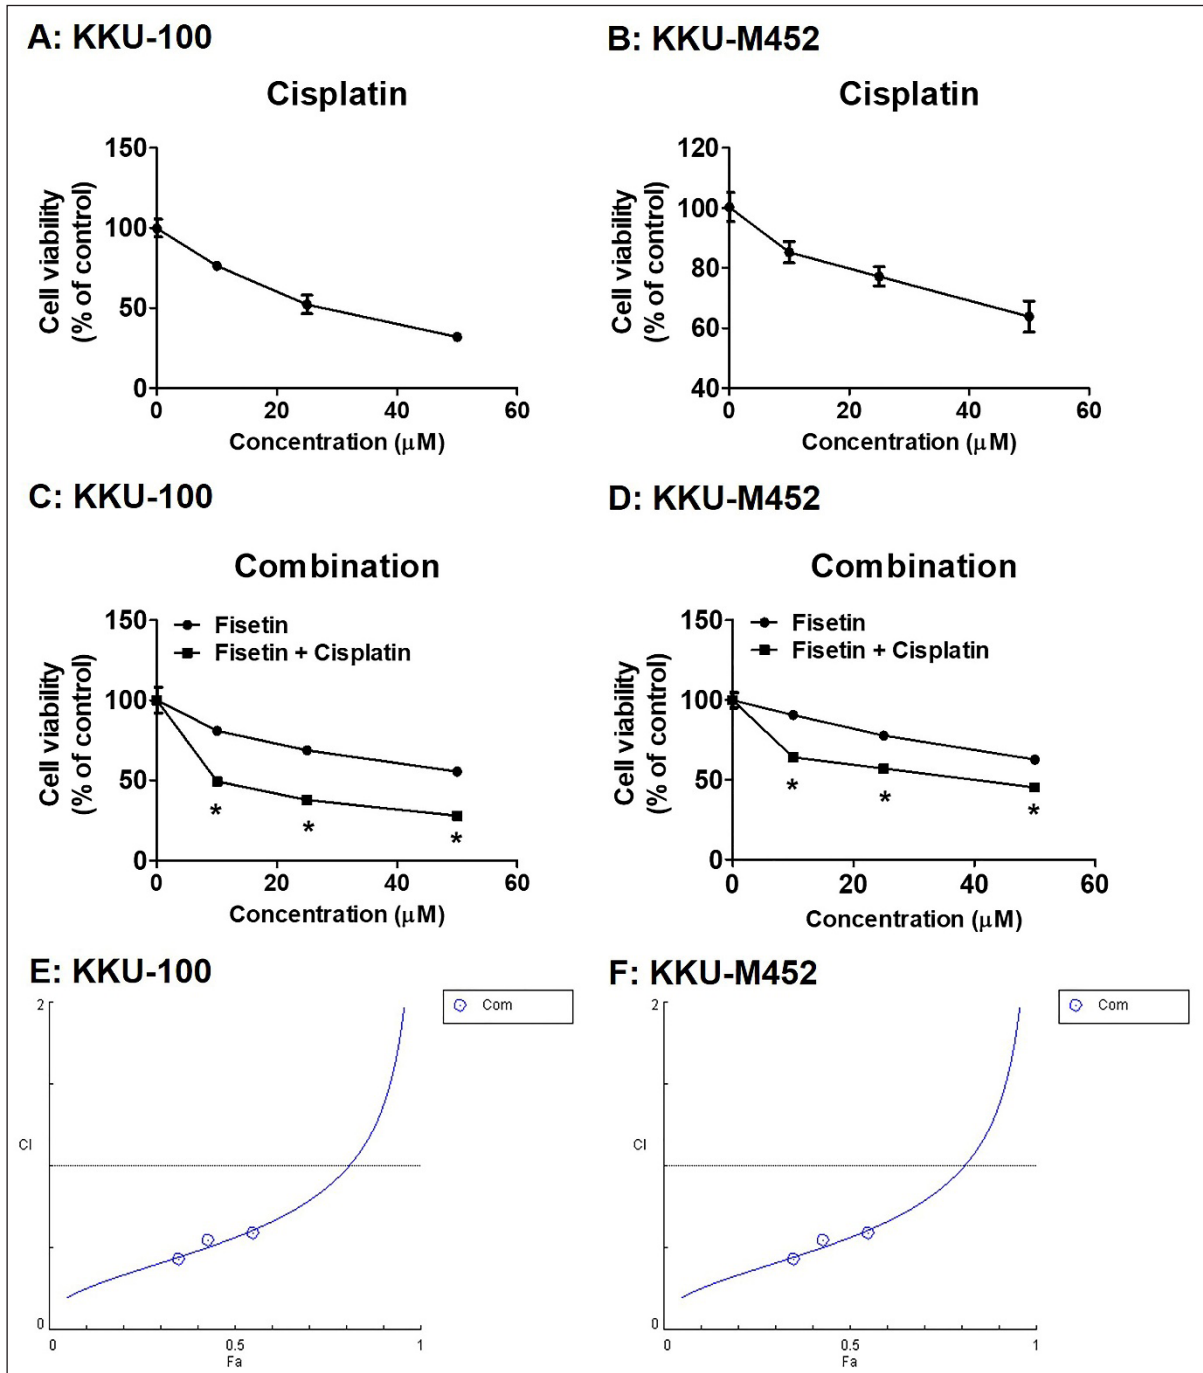 A: KKU-100
Cisplatin
Cell viability
(% of control)
150
100
50
0
0 20 40 60
Concentration (μM)
B: KKU-M452
Cisplatin
Cell viability
(% of control)
120
100
80
60
40
0 20 40 60
Concentration (μM)
C: KKU-100
Combination
Fisetin
Fisetin + Cisplatin
Cell viability
(% of control)
150
100
50
0
* * *
0 20 40 60
Concentration (μM)
D: KKU-M452
Combination
Fisetin
Fisetin + Cisplatin
Cell viability
(% of control)
150
100
50
0
* * *
0 20 40 60
Concentration (μM)
E: KKU-100
Com
2
CI
0
0 0.5 1
Fa
F: KKU-M452
Com
2
CI
0
0 0.5 1
Fa